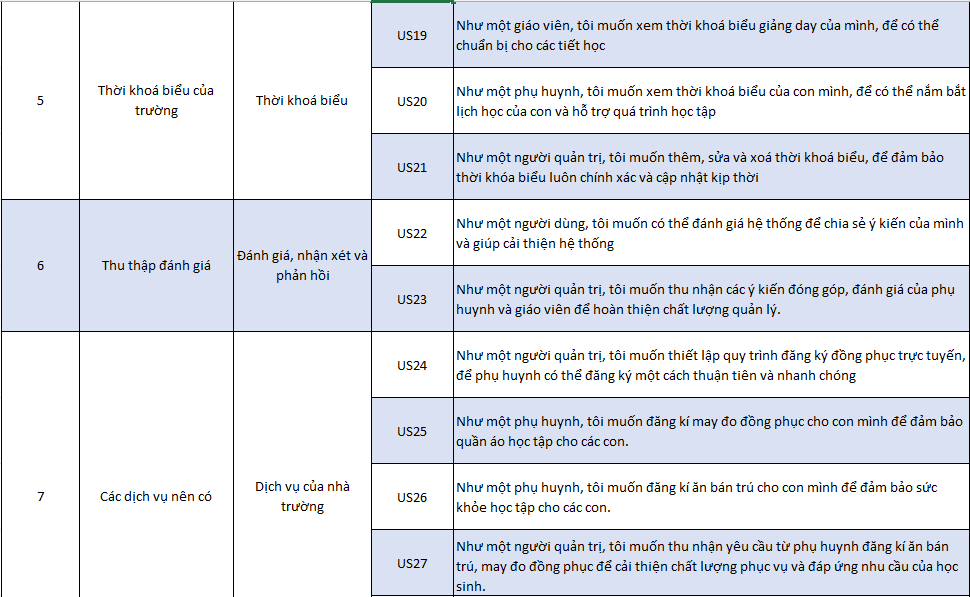 5
Thời khoá biểu của
trường
Thời khoá biểu
US19
Như một giáo viên, tôi muốn xem thời khoá biểu giảng day của mình, để có thể
chuẩn bị cho các tiết học
US20
Như một phụ huynh, tôi muốn xem thời khoá biểu của con mình, để có thể nắm bắt
lịch học của con và hỗ trợ quá trình học tập
US21
Như một người quản trị, tôi muốn thêm, sửa và xoá thời khoá biểu, để đảm bảo
thời khóa biểu luôn chính xác và cập nhật kịp thời
6
Thu thập đánh giá
Đánh giá, nhận xét và
phản hồi
US22
Như một người dùng, tôi muốn có thể đánh giá hệ thống để chia sẻ ý kiến của mình
và giúp cải thiện hệ thống
US23
Như một người quản trị, tôi muốn thu nhận các ý kiến đóng góp, đánh giá của phụ
huynh và giáo viên để hoàn thiện chất lượng quản lý.
7
Các dịch vụ nên có
Dịch vụ của nhà
trường
US24
Như một người quản trị, tôi muốn thiết lập quy trình đăng ký đồng phục trực tuyến,
để phụ huynh có thể đăng ký một cách thuận tiên và nhanh chóng
US25
Như một phụ huynh, tôi muốn đăng kí may đo đồng phục cho con mình để đảm bảo
quần áo học tập cho các con.
US26
Như một phụ huynh, tôi muốn đăng kí ăn bán trú cho con mình để đảm bảo sức
khỏe học tập cho các con.
US27
Như một người quản trị, tôi muốn thu nhận yêu cầu từ phụ huynh đăng kí ăn bán
trú, may đo đồng phục để cải thiện chất lượng phục vụ và đáp ứng nhu cầu của học
sinh.